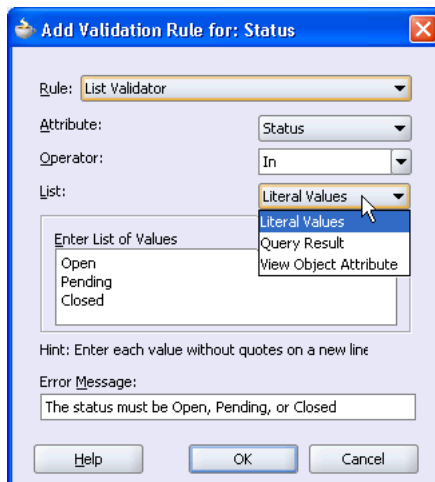 Add Validation Rule for: Status
Rule: List Validator
Attribute: Status
Operator: In
List: Literal Values
Literal Values
Query Result
View Object Attribute
Enter List of Values
Open
Pending
Closed
Hint: Enter each value without quotes on a new line
Error Message:
The status must be Open, Pending, or Closed
Help OK Cancel